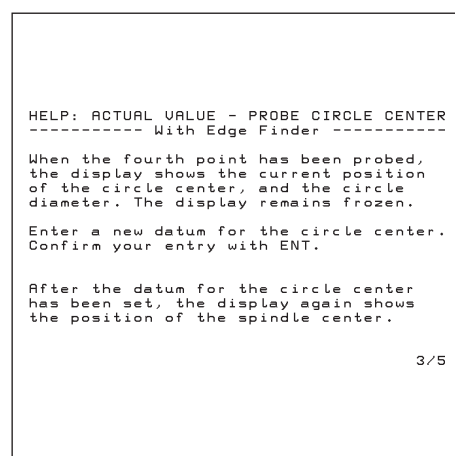 HELP: ACTUAL VALUE - PROBE CIRCLE CENTER
----------- With Edge Finder -----------
When the fourth point has been probed,
the display shows the current position
of the circle center, and the circle
diameter. The display remains frozen.
Enter a new datum for the circle center.
Confirm your entry with ENT.
After the datum for the circle center
has been set, the display again shows
the position of the spindle center.
3/5